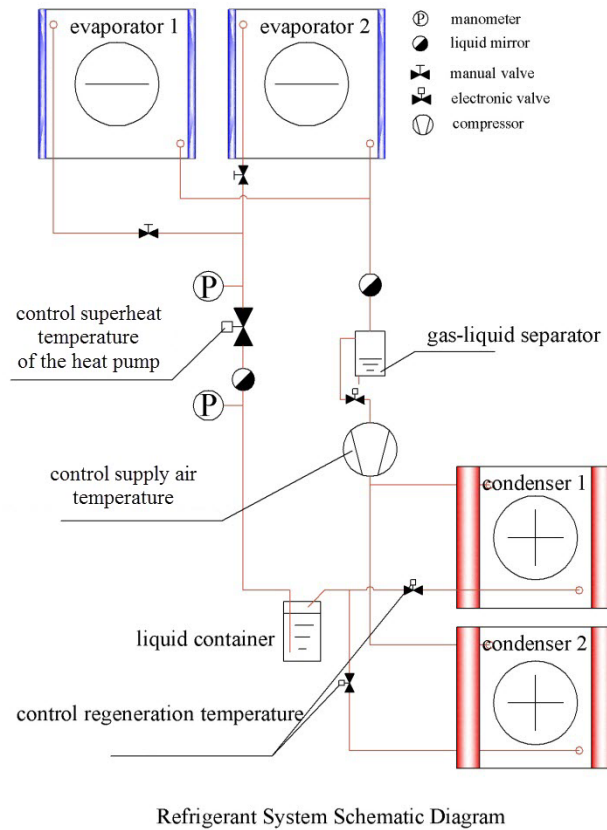 evaporator 1
evaporator 2
P manometer
liquid mirror
manual valve
electronic valve
compressor
P
control superheat
temperature
of the heat pump
gas-liquid separator
P
control supply air
temperature
condenser 1
liquid container
condenser 2
control regeneration temperature
Refrigerant System Schematic Diagram